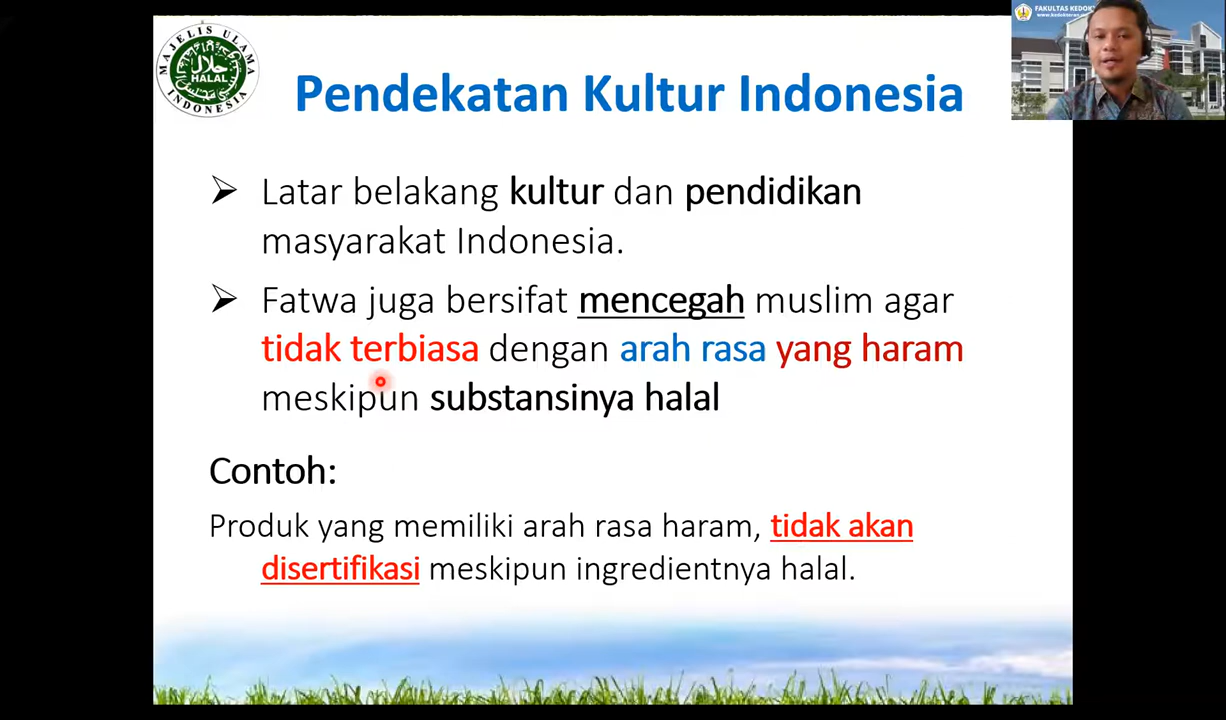 MAJELIS ULAMA
حلال
HALAL
INDONESIA
FAKULTAS KEDOKT
Pendekatan Kultur Indonesia
➢ Latar belakang kultur dan pendidikan
masyarakat Indonesia.
➢ Fatwa juga bersifat mencegah muslim agar
tidak terbiasa dengan arah rasa yang haram
meskipun substansinya halal
Contoh:
Produk yang memiliki arah rasa haram, tidak akan
disertifikasi meskipun ingredientnya halal.